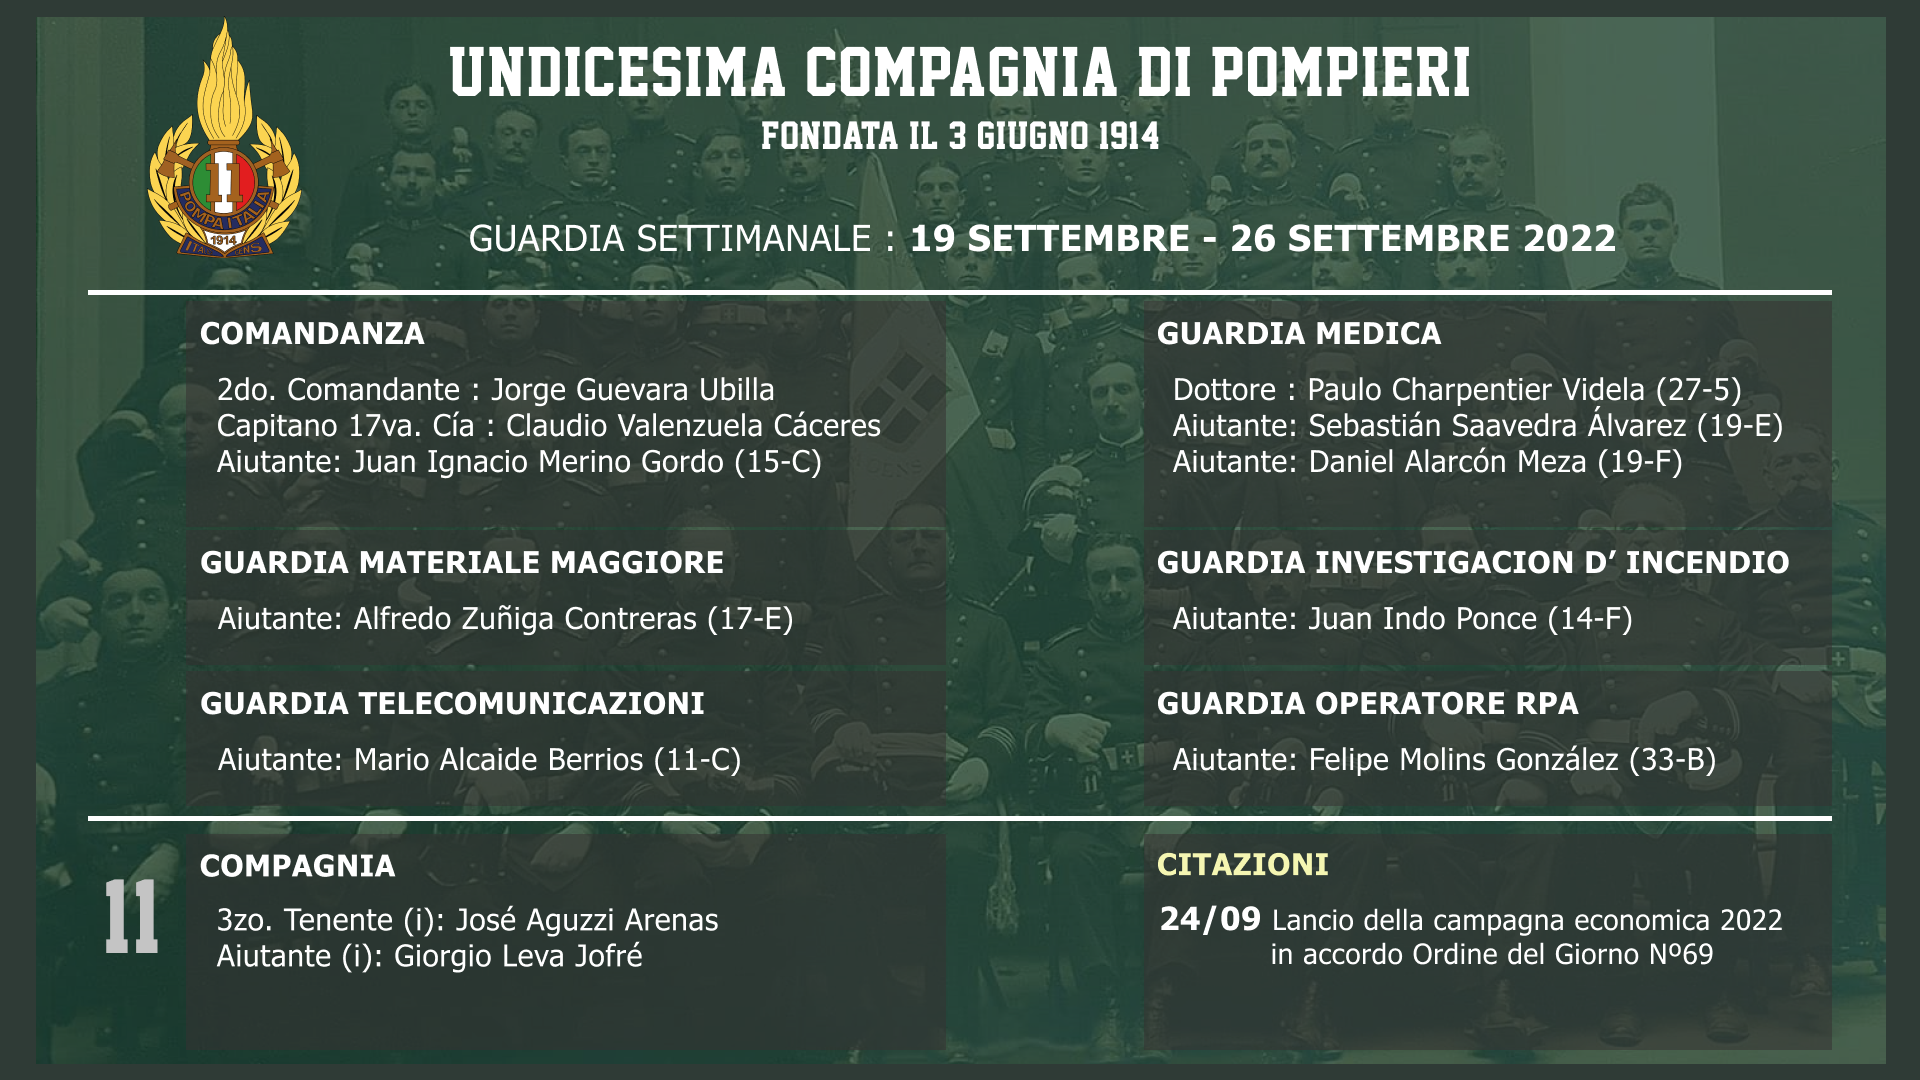 UNDICESIMA COMPAGNIA DI POMPIERI
FONDATA IL 3 GIUGNO 1914
11
POMPA ITALIA
1914
GUARDIA SETTIMANALE : 19 SETTEMBRE - 26 SETTEMBRE 2022
COMANDANZA
2do. Comandante : Jorge Guevara Ubilla
Capitano 17va. Cía : Claudio Valenzuela Cáceres
Aiutante: Juan Ignacio Merino Gordo (15-C)
GUARDIA MEDICA
Dottore : Paulo Charpentier Videla (27-5)
Aiutante: Sebastián Saavedra Álvarez (19-E)
Aiutante: Daniel Alarcón Meza (19-F)
GUARDIA MATERIALE MAGGIORE
Aiutante: Alfredo Zuñiga Contreras (17-E)
GUARDIA INVESTIGACION D’ INCENDIO
Aiutante: Juan Indo Ponce (14-F)
GUARDIA TELECOMUNICAZIONI
Aiutante: Mario Alcaide Berrios (11-C)
GUARDIA OPERATORE RPA
Aiutante: Felipe Molins González (33-B)
11
COMPAGNIA
3zo. Tenente (i): José Aguzzi Arenas
Aiutante (i): Giorgio Leva Jofré
CITAZIONI
24/09 Lancio della campagna economica 2022
in accordo Ordine del Giorno Nº69